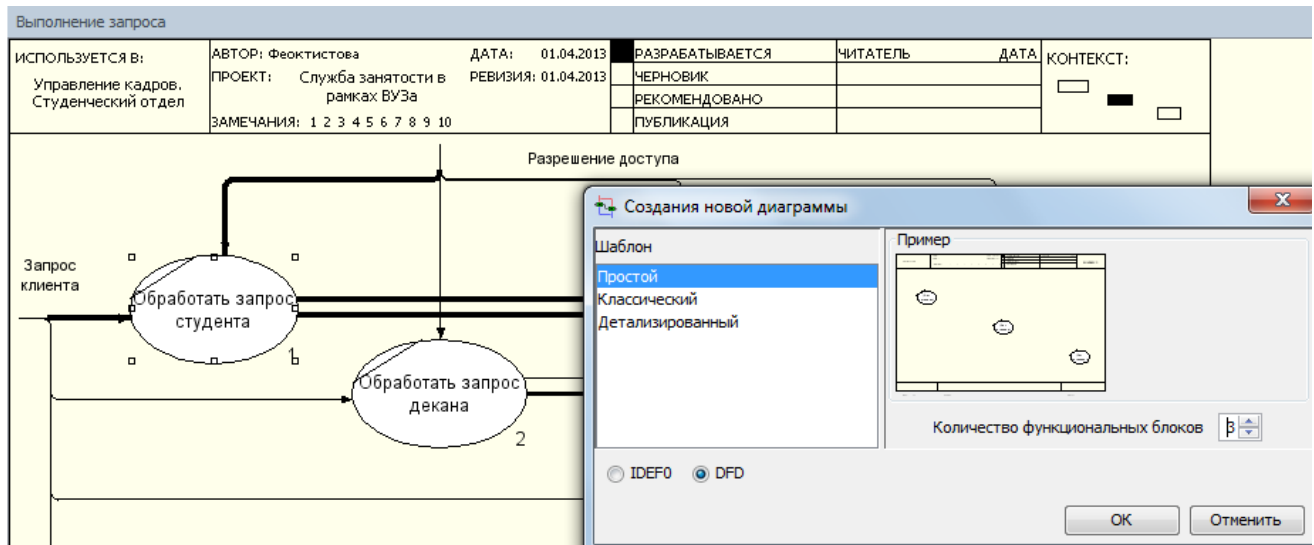 Выполнение запроса
ИСПОЛЬЗУЕТСЯ В:
Управление кадров.
Студенческий отдел
АВТОР: Феоктистова
ДАТА: 01.04.2013
ПРОЕКТ: Служба занятости в
рамках ВУЗа
РЕВИЗИЯ: 01.04.2013
ЗАМЕЧАНИЯ: 1 2 3 4 5 6 7 8 9 10
РАЗРАБАТЫВАЕТСЯ
ЧЕРНОВИК
РЕКОМЕНДОВАНО
ПУБЛИКАЦИЯ
ЧИТАТЕЛЬ ДАТА
КОНТЕКСТ:
Разрешение доступа
Запрос
клиента
Обработать запрос
студента
1
Обработать запрос
декана
2
Создания новой диаграммы
Шаблон
Простой
Классический
Детализированный
Пример
Количество функциональных блоков 3
IDEF0 DFD
ОК Отменить